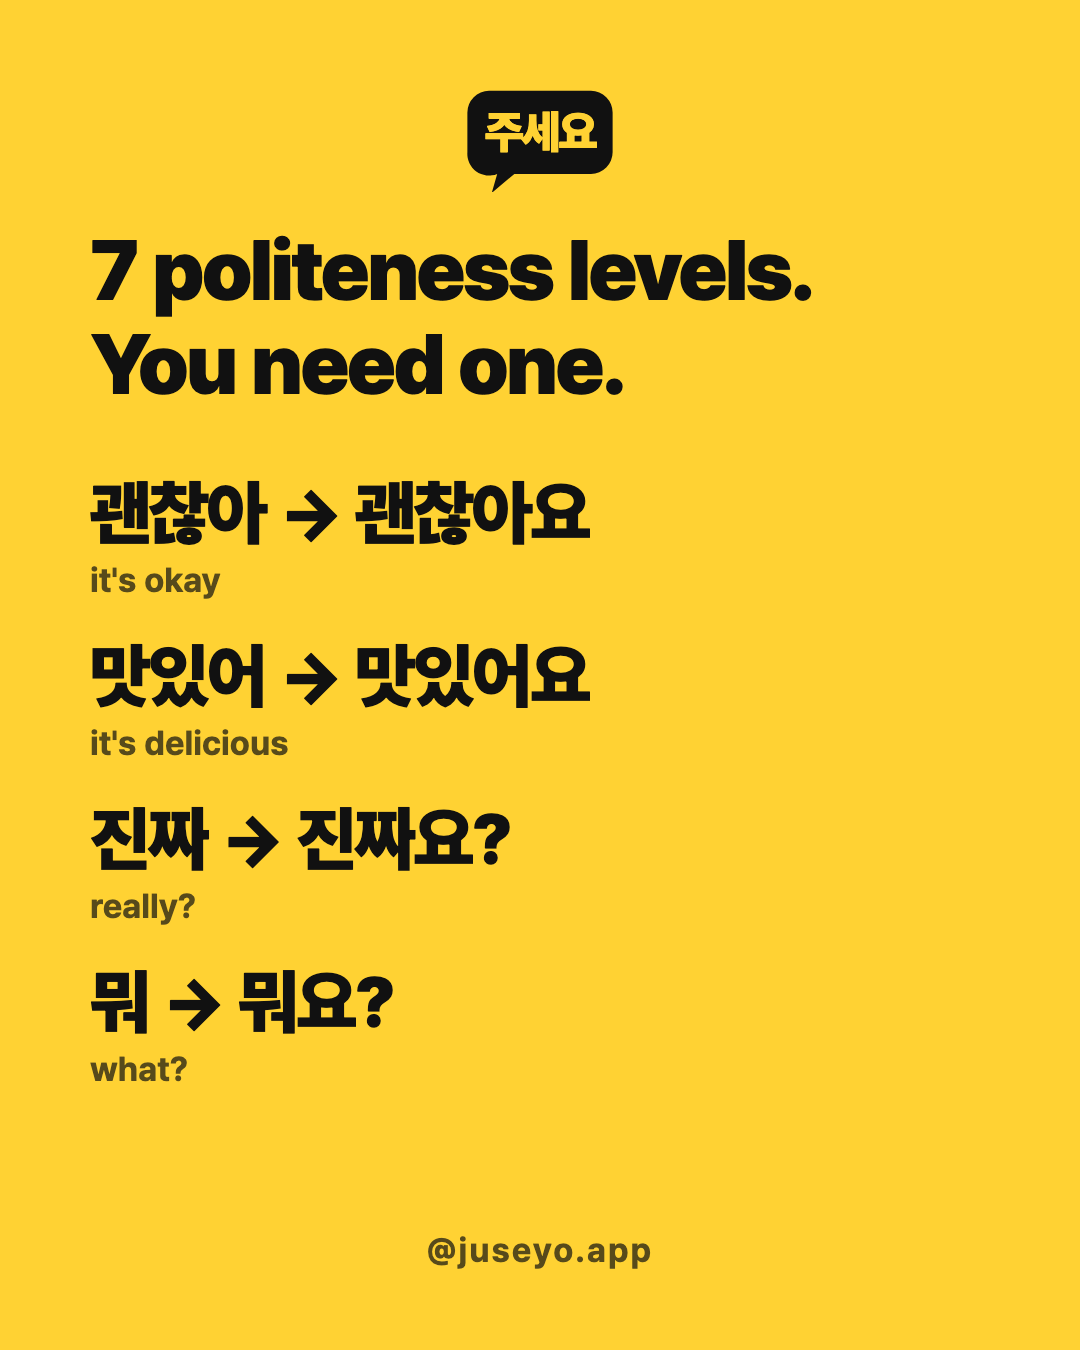 주세요
7 politeness levels.
You need one.
괜찮아 → 괜찮아요
it's okay
맛있어 → 맛있어요
it's delicious
진짜 → 진짜요?
really?
뭐 → 뭐요?
what?
@juseyo.app